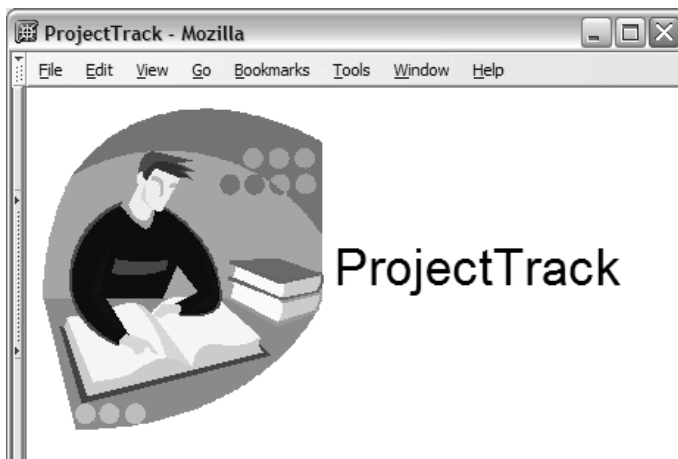 ProjectTrack - Mozilla
File Edit View Go Bookmarks Tools Window Help
ProjectTrack